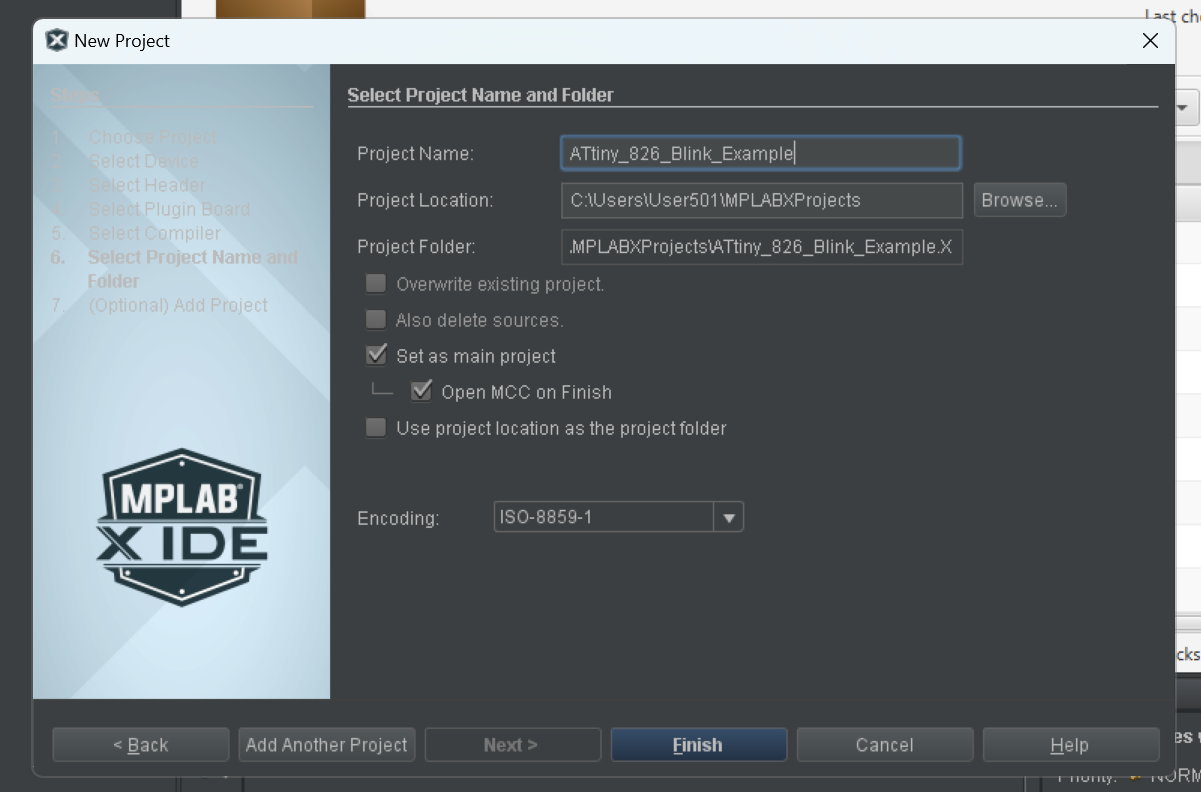 Last che
New Project
Steps
Select Project Name and Folder
1. Choose Project
2. Select Device
3. Select Header
4. Select Plugin Board
5. Select Compiler
6. Select Project Name and
Folder
7. (Optional) Add Project
Project Name: ATtiny_826_Blink_Example
Project Location: C:\Users\User501\MPLABXProjects Browse...
Project Folder: MPLABXProjects\ATtiny_826_Blink_Example.X
Overwrite existing project.
Also delete sources.
Set as main project
Open MCC on Finish
Use project location as the project folder
MPLAB®
X IDE
Encoding: ISO-8859-1
cks
< Back Add Another Project Next > Finish Cancel Help
Priority: NORM